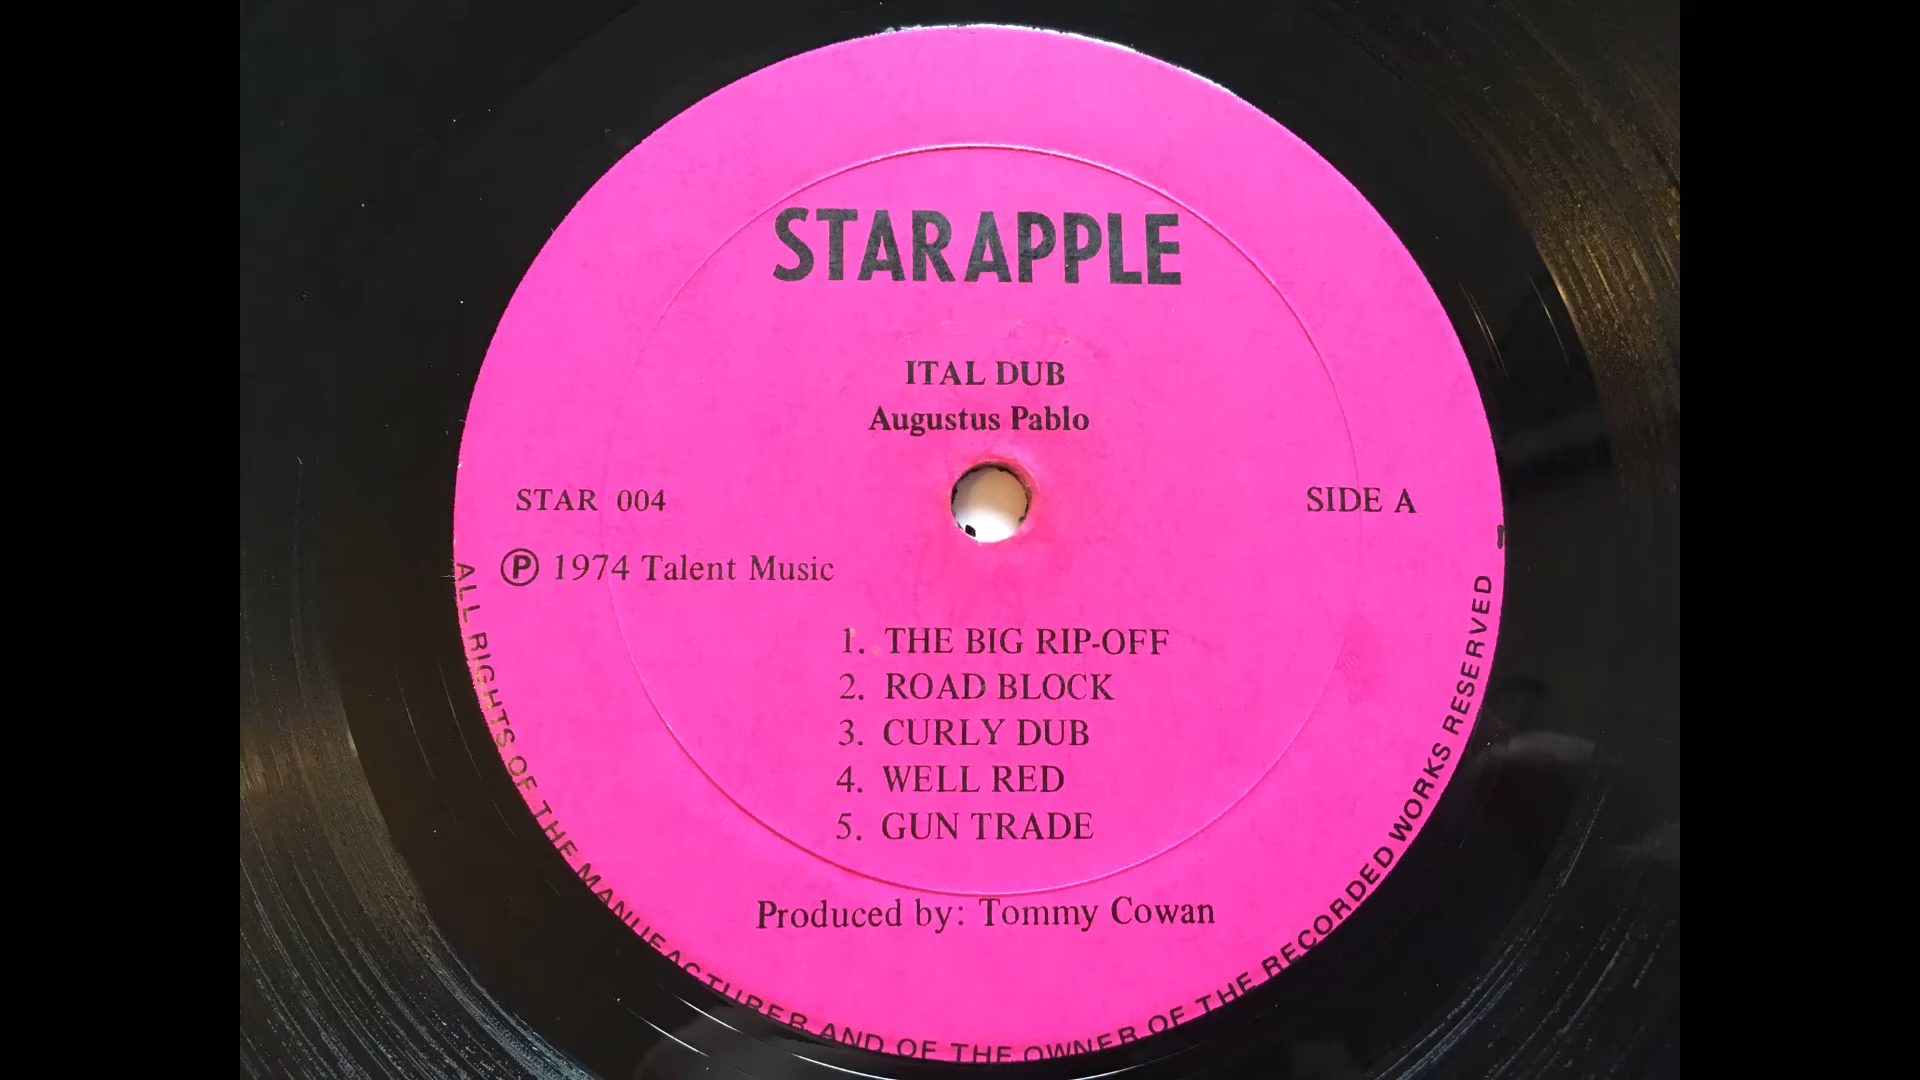 STARAPPLE
ITAL DUB
Augustus Pablo
STAR 004
SIDE A
Ⓟ 1974 Talent Music
1. THE BIG RIP-OFF
2. ROAD BLOCK
3. CURLY DUB
4. WELL RED
5. GUN TRADE
Produced by: Tommy Cowan
ALL RIGHTS OF THE MANUFACTURER AND OF THE OWNER OF THE RECORDED WORKS RESERVED